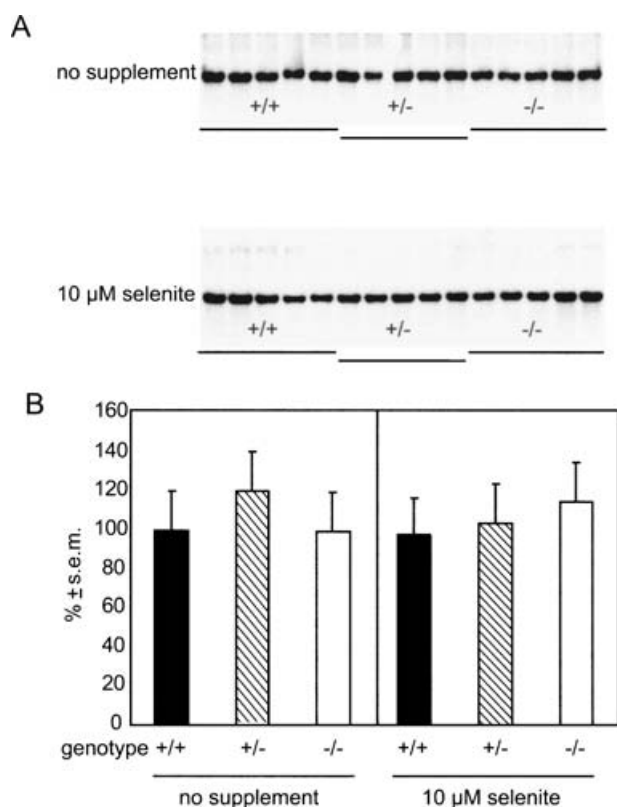 A
no supplement
+/+ +/- -/-
10 µM selenite
+/+ +/- -/-
B
% ± s.e.m.
160
140
120
100
80
60
40
20
0
genotype +/+ +/- -/- +/+ +/- -/-
no supplement 10 µM selenite